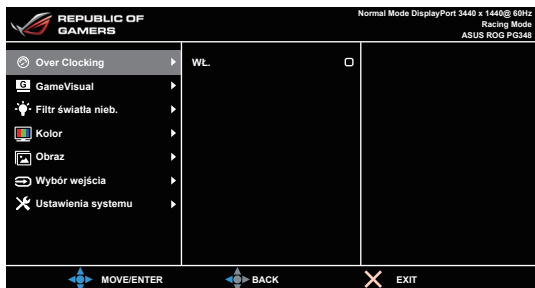 REPUBLIC OF
GAMERS
Normal Mode DisplayPort 3440 x 1440@ 60Hz
Racing Mode
ASUS ROG PG348
Over Clocking
WŁ.
G GameVisual
Filtr światła nieb.
Kolor
Obraz
Wybór wejścia
Ustawienia systemu
MOVE/ENTER
BACK
EXIT